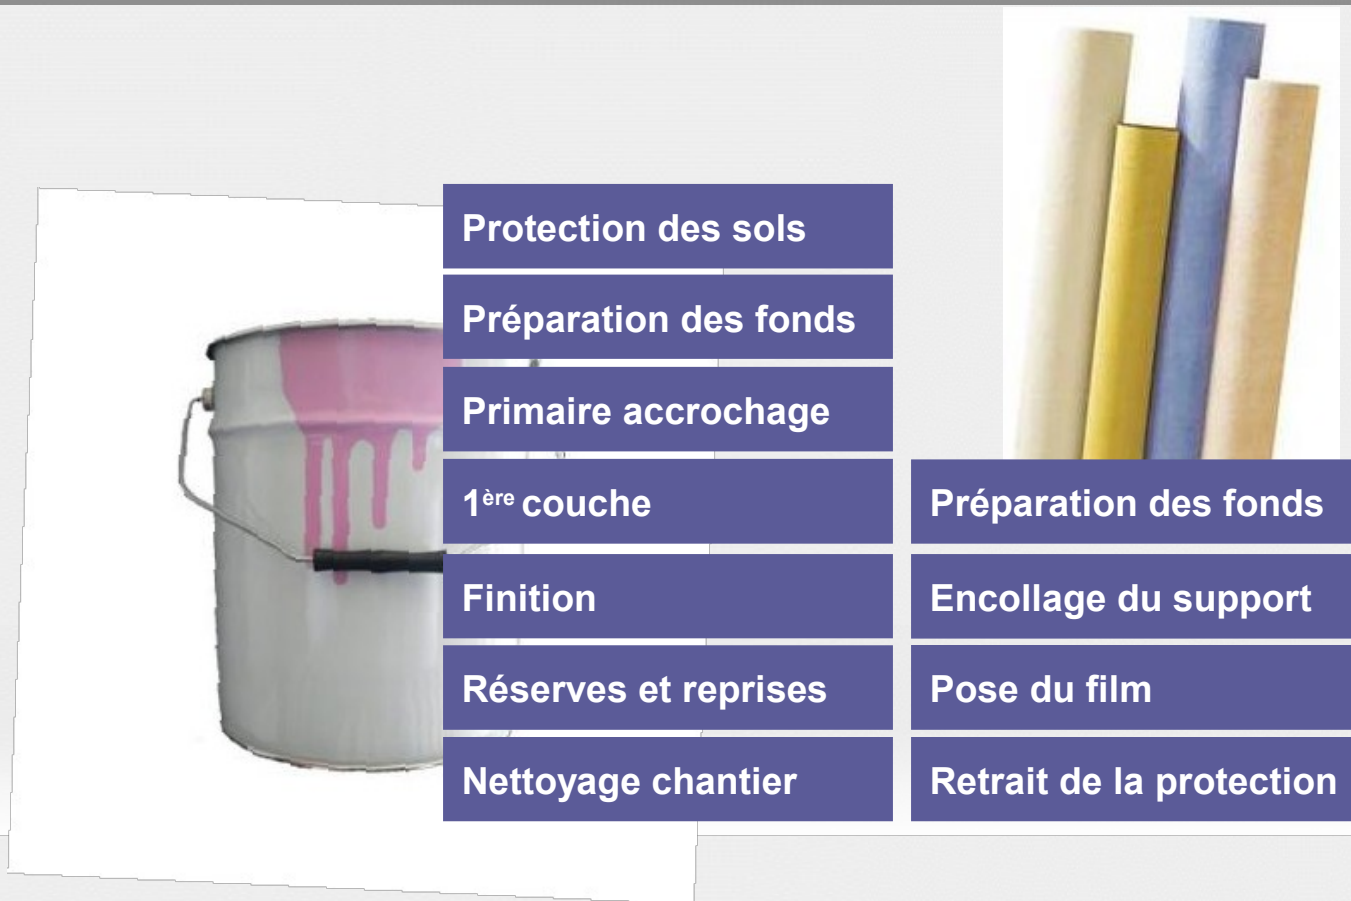 Protection des sols
Préparation des fonds
Primaire accrochage
1ère couche
Finition
Réserves et reprises
Nettoyage chantier
Préparation des fonds
Encollage du support
Pose du film
Retrait de la protection